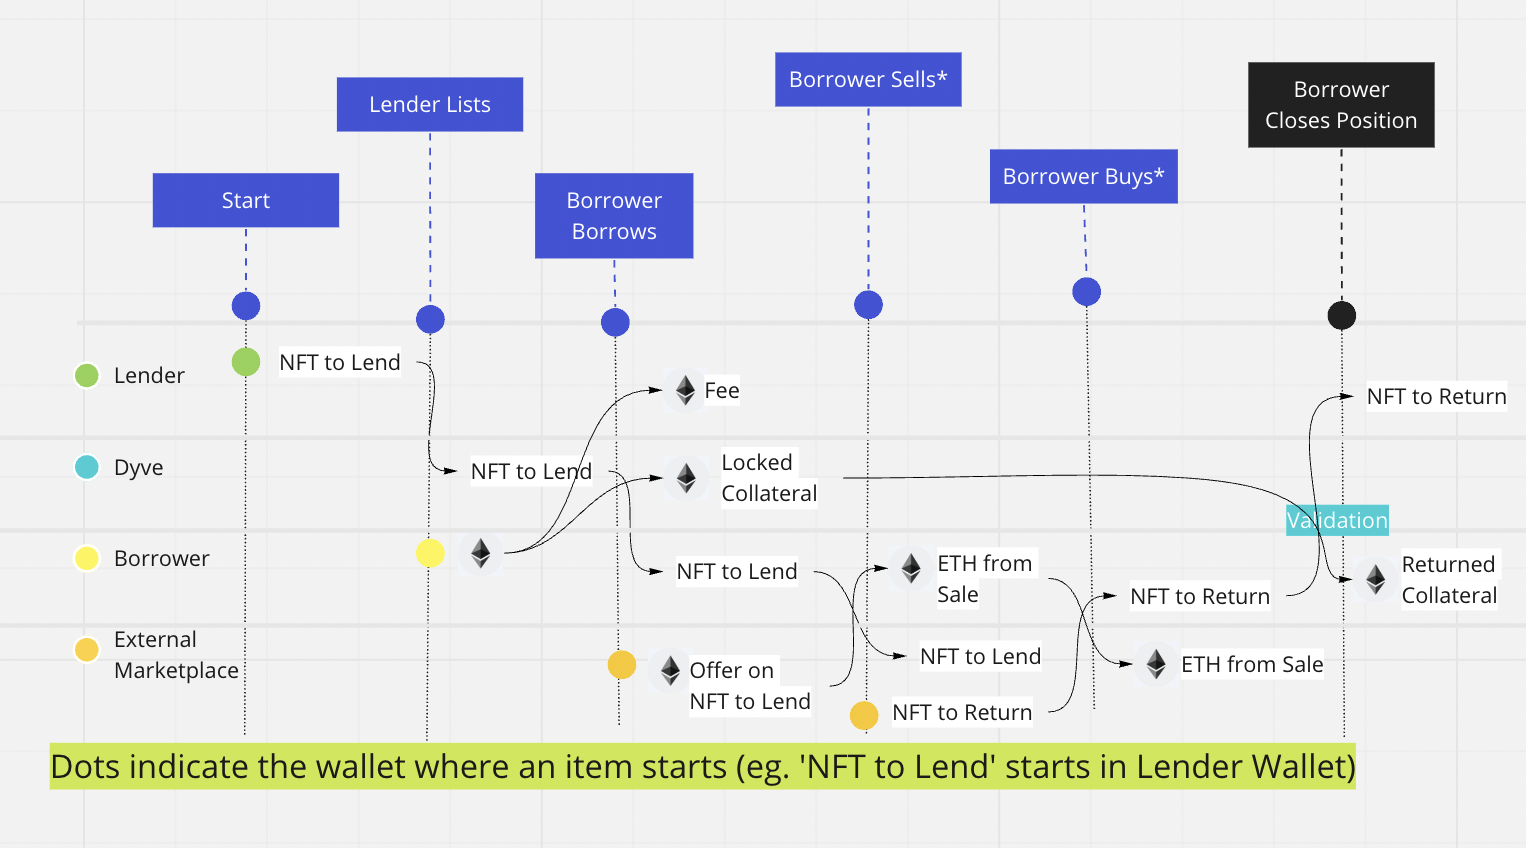 Borrower Sells*
Lender Lists
Borrower
Closes Position
Borrower Buys*
Start
Borrower
Borrows
Lender
NFT to Lend
Fee
NFT to Return
Dyve
NFT to Lend
Locked
Collateral
Validation
Borrower
NFT to Lend
ETH from
Sale
NFT to Return
Returned
Collateral
External
Marketplace
Offer on
NFT to Lend
NFT to Lend
ETH from Sale
NFT to Return
Dots indicate the wallet where an item starts (eg. 'NFT to Lend' starts in Lender Wallet)